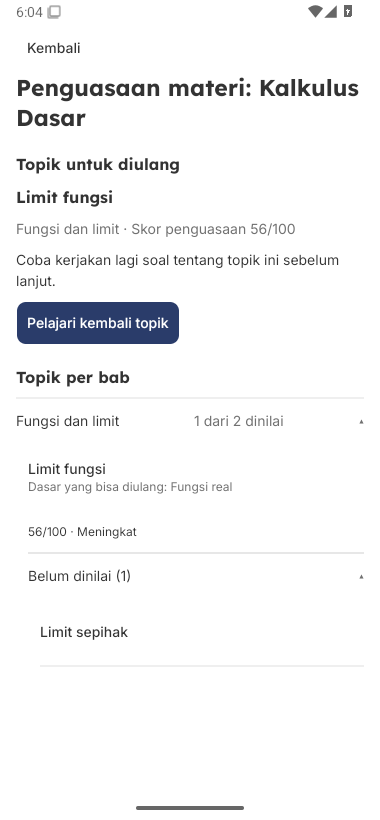 6:04
Kembali
Penguasaan materi: Kalkulus
Dasar
Topik untuk diulang
Limit fungsi
Fungsi dan limit · Skor penguasaan 56/100
Coba kerjakan lagi soal tentang topik ini sebelum
lanjut.
Pelajari kembali topik
Topik per bab
Fungsi dan limit 1 dari 2 dinilai
Limit fungsi
Dasar yang bisa diulang: Fungsi real
56/100 · Meningkat
Belum dinilai (1)
Limit sepihak